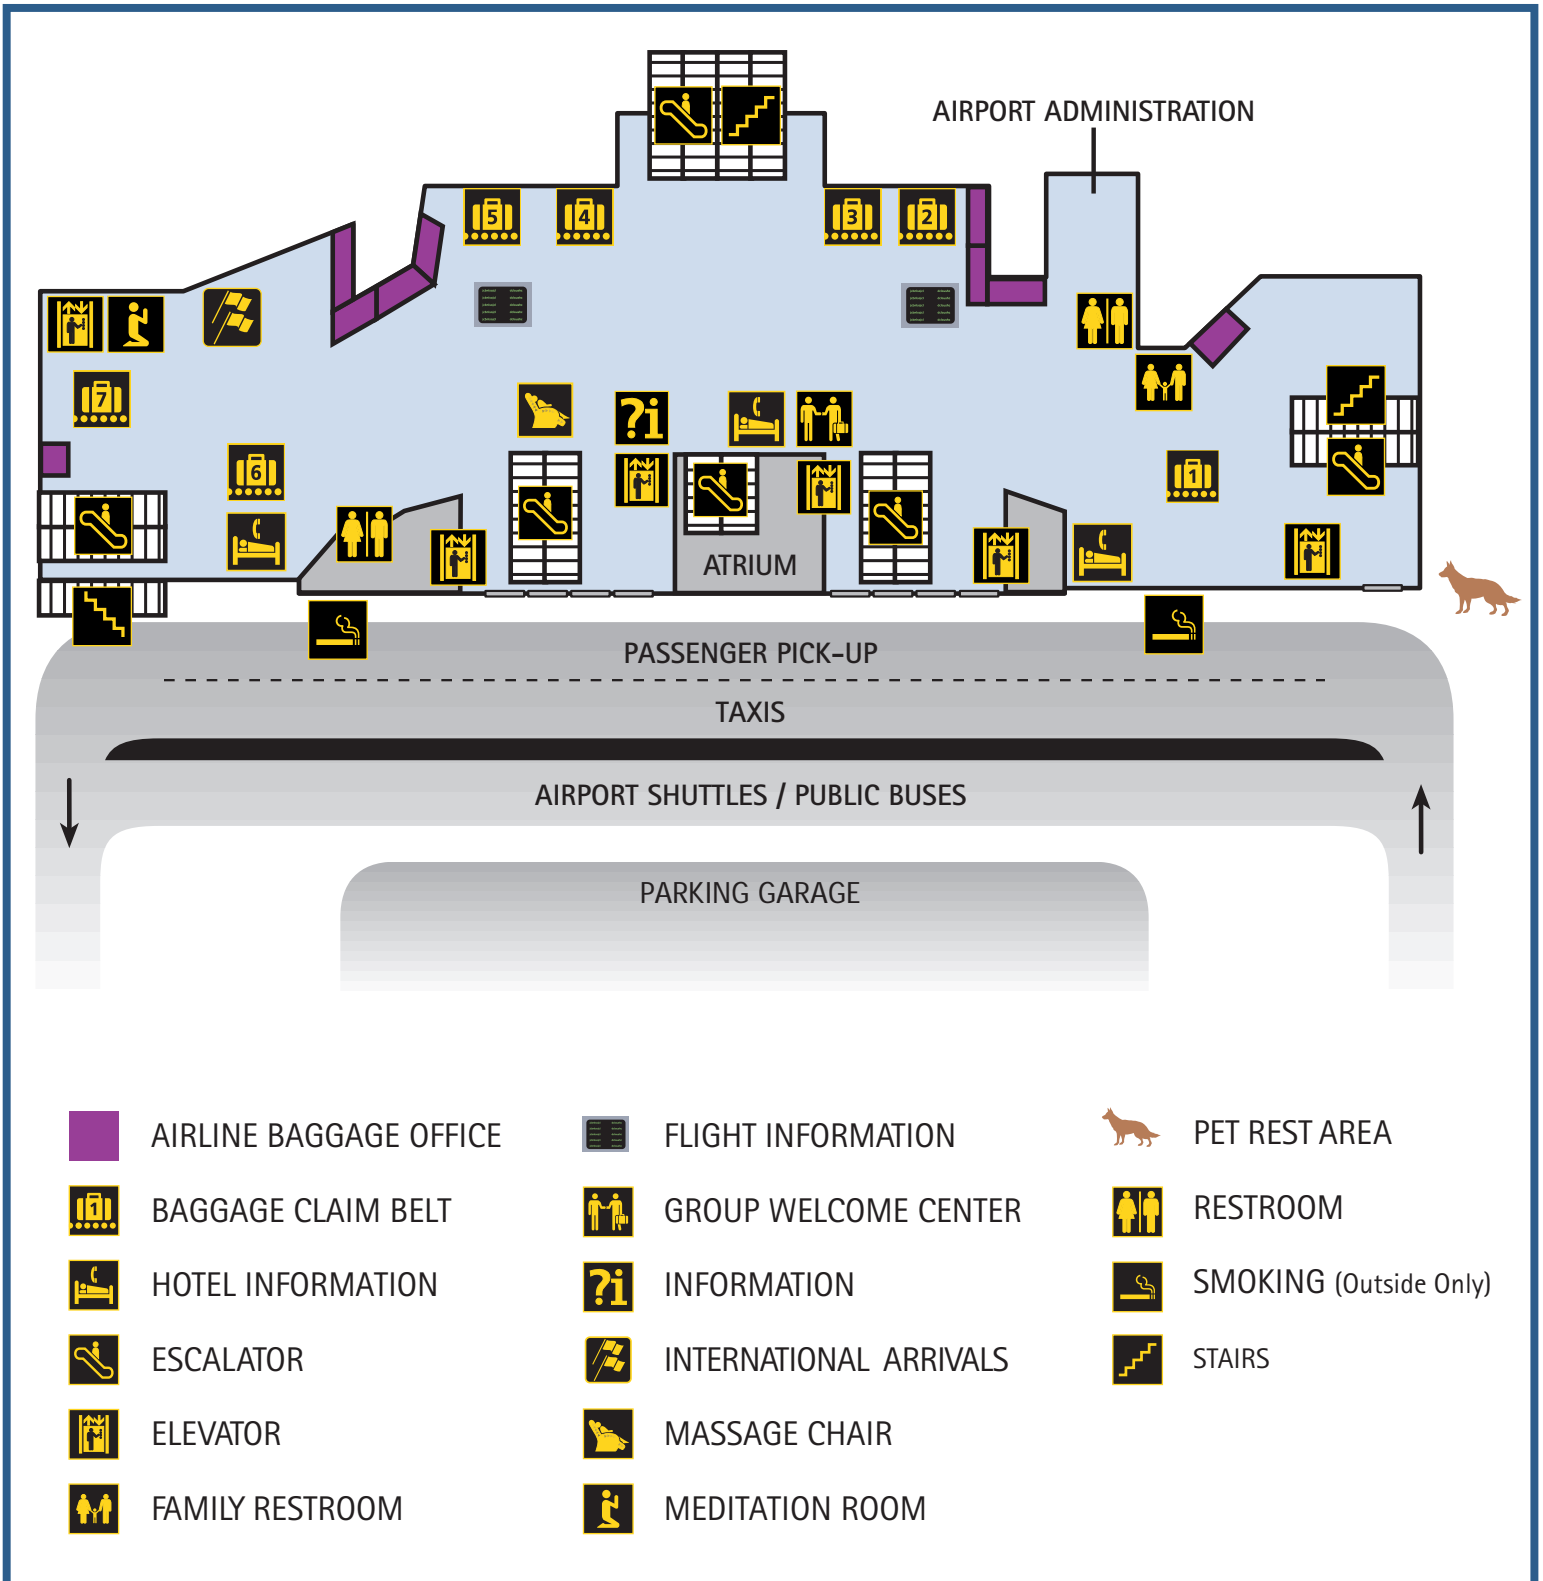 AIRPORT ADMINISTRATION
5
4
3
2
7
?i
6
1
ATRIUM
PASSENGER PICK-UP
TAXIS
AIRPORT SHUTTLES / PUBLIC BUSES
PARKING GARAGE
AIRLINE BAGGAGE OFFICE
1
BAGGAGE CLAIM BELT
HOTEL INFORMATION
ESCALATOR
ELEVATOR
FAMILY RESTROOM
FLIGHT INFORMATION
GROUP WELCOME CENTER
?i
INFORMATION
INTERNATIONAL ARRIVALS
MASSAGE CHAIR
MEDITATION ROOM
PET REST AREA
RESTROOM
SMOKING (Outside Only)
STAIRS